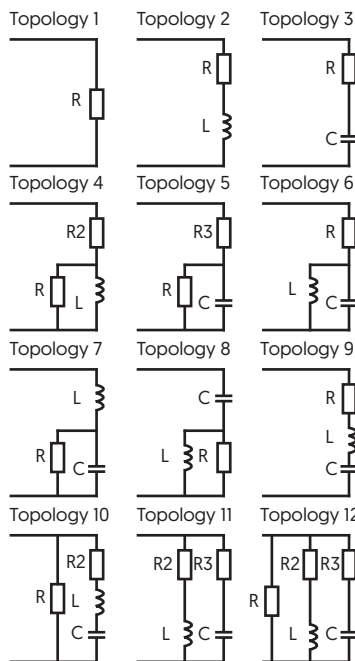 Topology 1 Topology 2 Topology 3
R R R
L C
Topology 4 Topology 5 Topology 6
R2 R3 R
R L R C L C
Topology 7 Topology 8 Topology 9
L C R
R C L R L C
Topology 10 Topology 11 Topology 12
R2 R2 R3 R2 R3
R L R
C L C L C